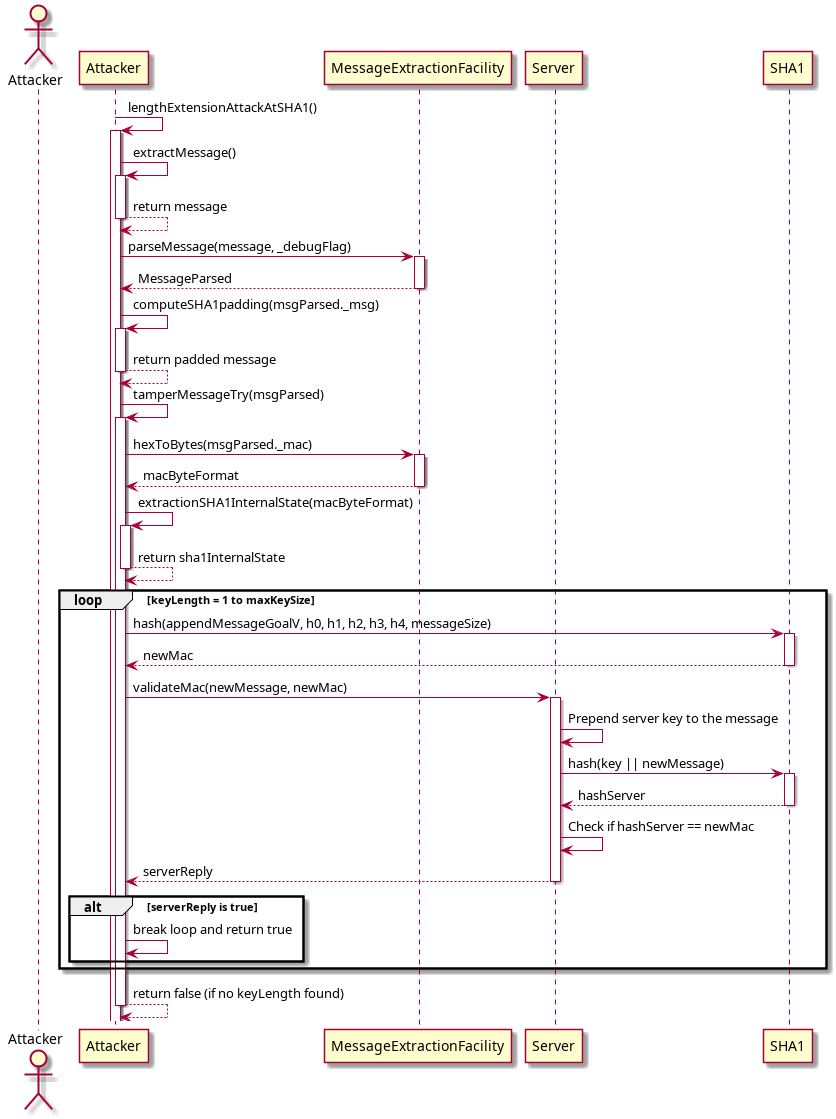 Attacker
Attacker
MessageExtractionFacility
Server
SHA1
lengthExtensionAttackAtSHA1()
extractMessage()
return message
parseMessage(message, _debugFlag)
MessageParsed
computeSHA1padding(msgParsed._msg)
return padded message
tamperMessageTry(msgParsed)
hexToBytes(msgParsed._mac)
macByteFormat
extractionSHA1InternalState(macByteFormat)
return sha1InternalState
loop [keyLength = 1 to maxKeySize]
hash(appendMessageGoalV, h0, h1, h2, h3, h4, messageSize)
newMac
validateMac(newMessage, newMac)
Prepend server key to the message
hash(key || newMessage)
hashServer
Check if hashServer == newMac
serverReply
alt [serverReply is true]
break loop and return true
return false (if no keyLength found)
Attacker
Attacker
MessageExtractionFacility
Server
SHA1